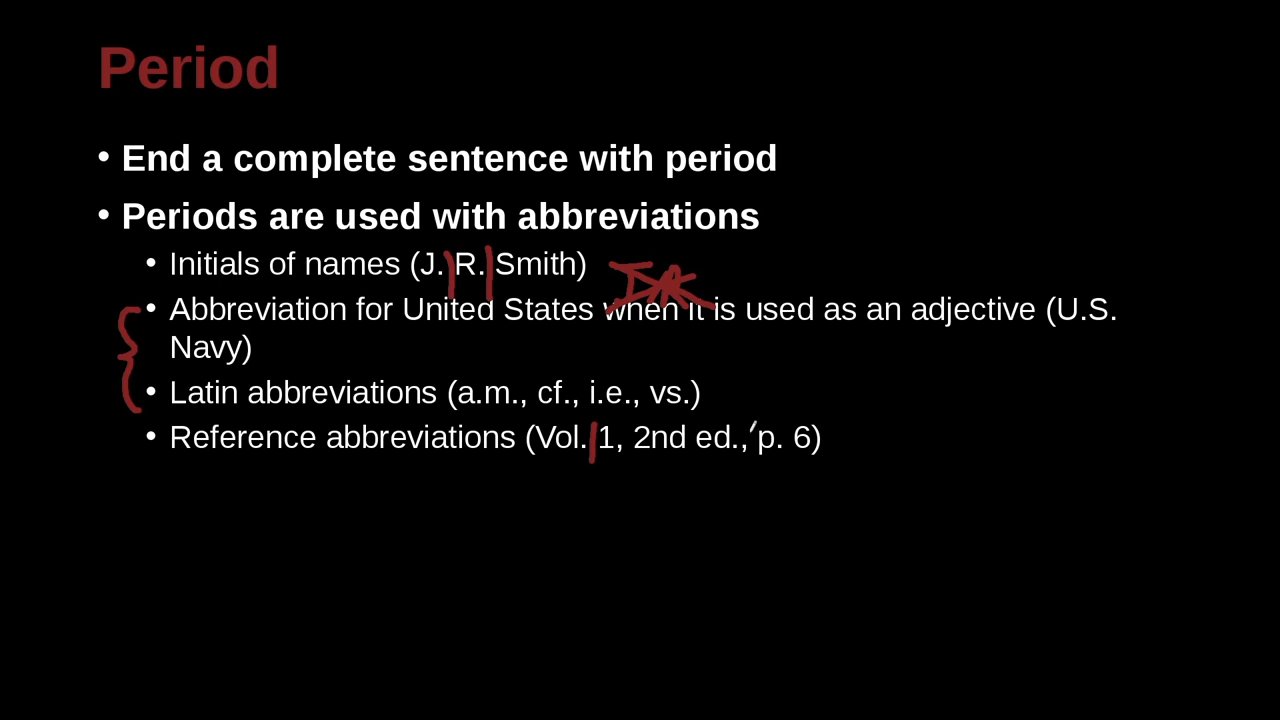 Period
• End a complete sentence with period
• Periods are used with abbreviations
• Initials of names (J. R. Smith)
• Abbreviation for United States when it is used as an adjective (U.S.
Navy)
• Latin abbreviations (a.m., cf., i.e., vs.)
• Reference abbreviations (Vol. 1, 2nd ed., p. 6)